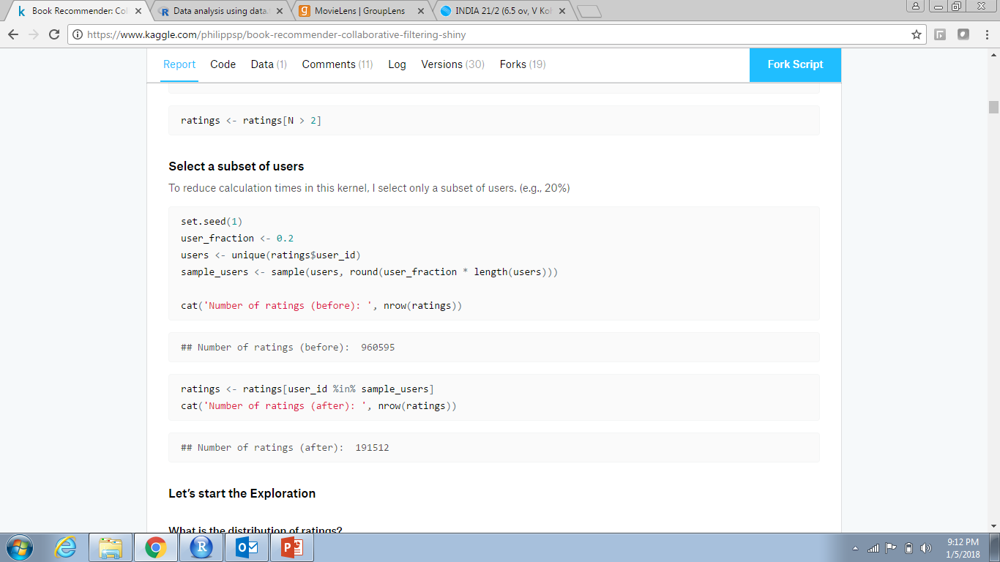 Book Recommender: Co
Data analysis using data.
MovieLens | GroupLens
INDIA 21/2 (6.5 ov, V Ko
https://www.kaggle.com/philippsp/book-recommender-collaborative-filtering-shiny
Report Code Data (1) Comments (11) Log Versions (30) Forks (19) Fork Script
ratings <- ratings[N > 2]
Select a subset of users
To reduce calculation times in this kernel, I select only a subset of users. (e.g., 20%)
set.seed(1)
user_fraction <- 0.2
users <- unique(ratings$user_id)
sample_users <- sample(users, round(user_fraction * length(users)))
cat('Number of ratings (before): ', nrow(ratings))
## Number of ratings (before):  960595
ratings <- ratings[user_id %in% sample_users]
cat('Number of ratings (after): ', nrow(ratings))
## Number of ratings (after):  191512
Let’s start the Exploration
What is the distribution of ratings?
9:12 PM
1/5/2018